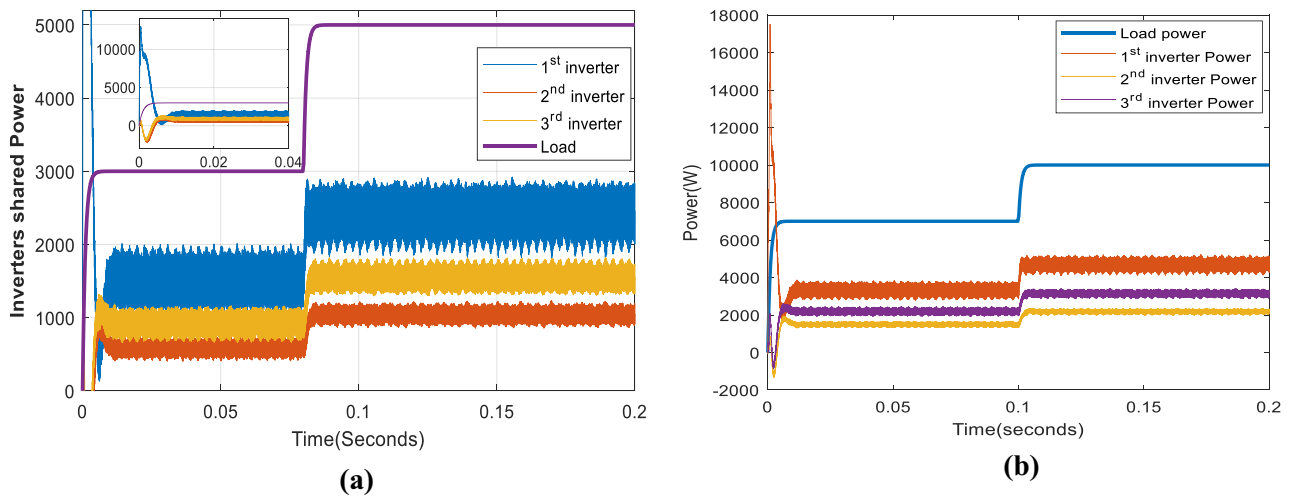 Inverters shared Power
5000
4000
3000
2000
1000
0
10000
5000
0
0 0.02 0.04
1st inverter
2nd inverter
3rd inverter
Load
0 0.05 0.1 0.15 0.2
Time(Seconds)
(a)
Power(W)
18000
16000
14000
12000
10000
8000
6000
4000
2000
0
-2000
Load power
1st inverter Power
2nd inverter Power
3rd inverter Power
0 0.05 0.1 0.15 0.2
Time(seconds)
(b)